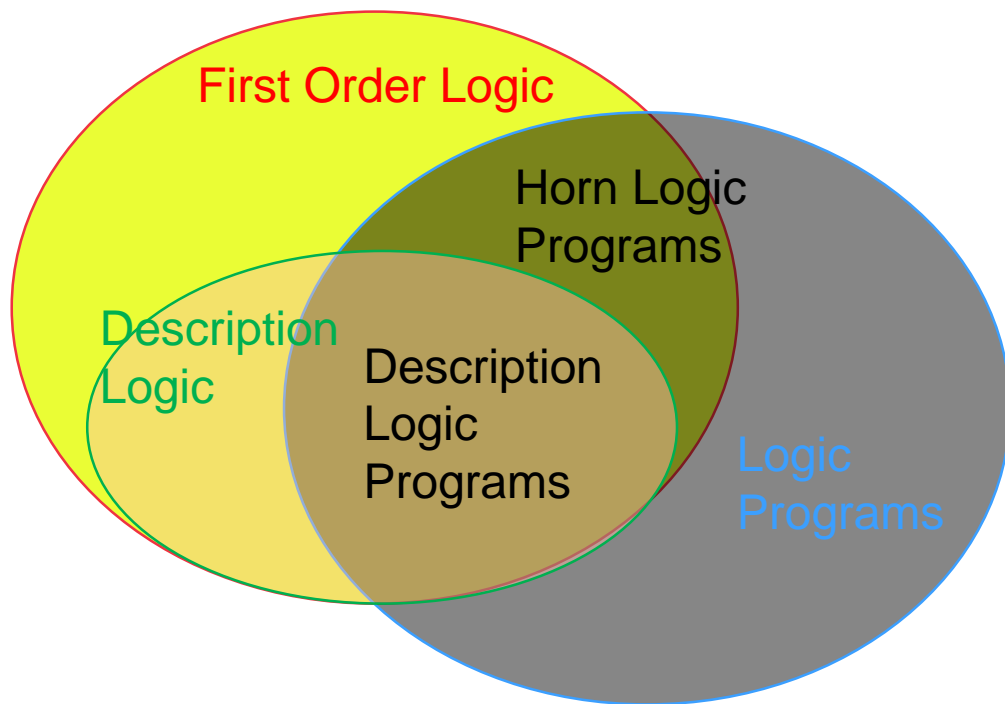 First Order Logic
Horn Logic
Programs
Description
Logic
Description
Logic
Programs
Logic
Programs